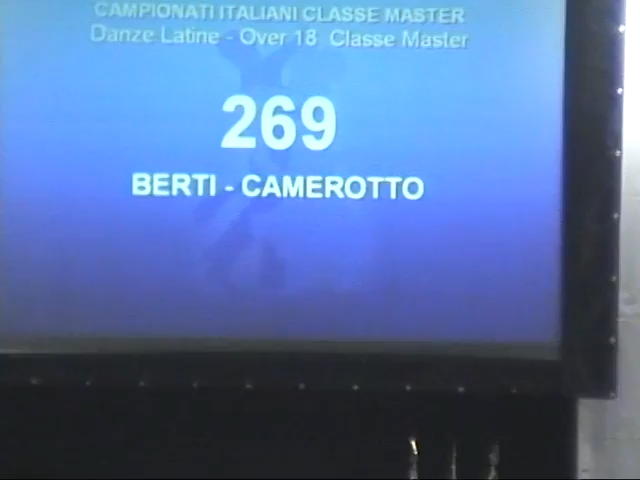 CAMPIONATI ITALIANI CLASSE MASTER
Danze Latine - Over 18 Classe Master
269
BERTI - CAMEROTTO